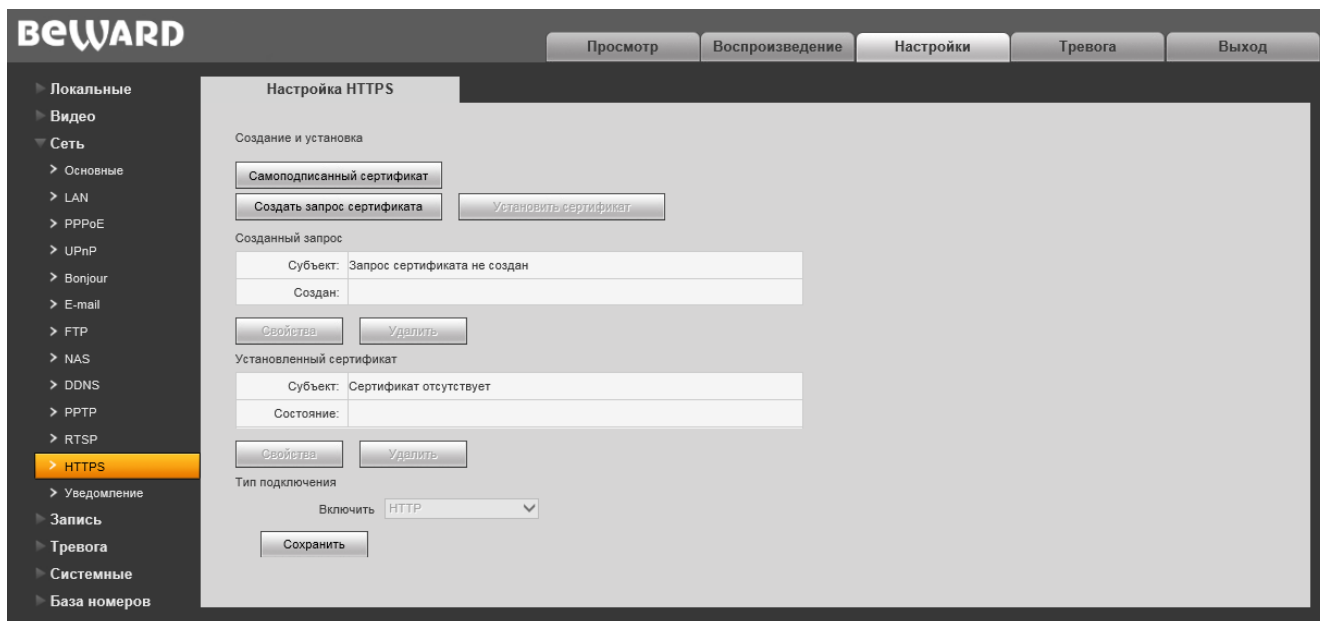 BEWARD
Просмотр
Воспроизведение
Настройки
Тревога
Выход
Локальные
Видео
Сеть
Основные
LAN
PPPoE
UPnP
Bonjour
E-mail
FTP
NAS
DDNS
PPTP
RTSP
HTTPS
Уведомление
Запись
Тревога
Системные
База номеров
Настройка HTTPS
Создание и установка
Самоподписанный сертификат
Создать запрос сертификата
Установить сертификат
Созданный запрос
Субъект: Запрос сертификата не создан
Создан:
Свойства
Удалить
Установленный сертификат
Субъект: Сертификат отсутствует
Состояние:
Свойства
Удалить
Тип подключения
Включить HTTP
Сохранить